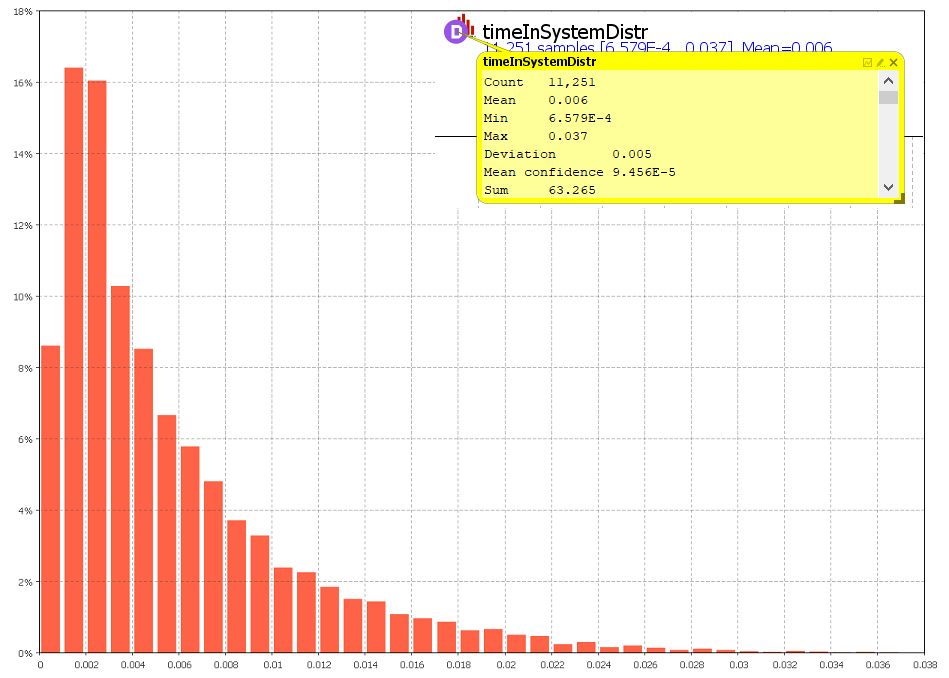 18%
timeInSystemDistr
11,251 samples [6.579E-4...0.037]. Mean=0.006
timeInSystemDistr
Count 11,251
Mean 0.006
Min 6.579E-4
Max 0.037
Deviation 0.005
Mean confidence 9.456E-5
Sum 63.265
16%
14%
12%
10%
8%
6%
4%
2%
0%
0 0.002 0.004 0.006 0.008 0.01 0.012 0.014 0.016 0.018 0.02 0.022 0.024 0.026 0.028 0.03 0.032 0.034 0.036 0.038